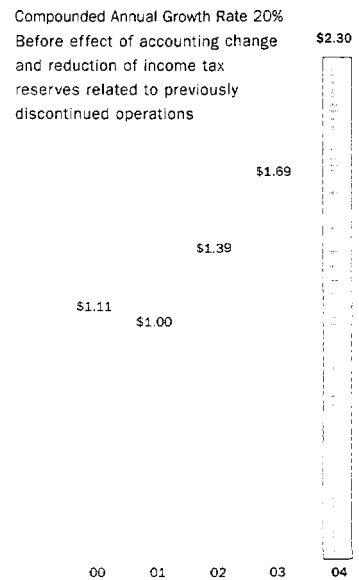 Compounded Annual Growth Rate 20%
Before effect of accounting change
and reduction of income tax
reserves related to previously
discontinued operations
$2.30
$1.69
$1.39
$1.11
$1.00
00 01 02 03 04